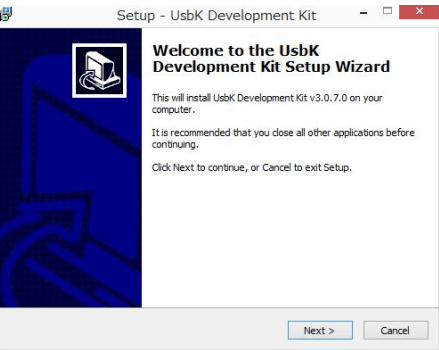 Setup - UsbK Development Kit
Welcome to the UsbK
Development Kit Setup Wizard
This will install UsbK Development Kit v3.0.7.0 on your
computer.
It is recommended that you close all other applications before
continuing.
Click Next to continue, or Cancel to exit Setup.
Next >
Cancel